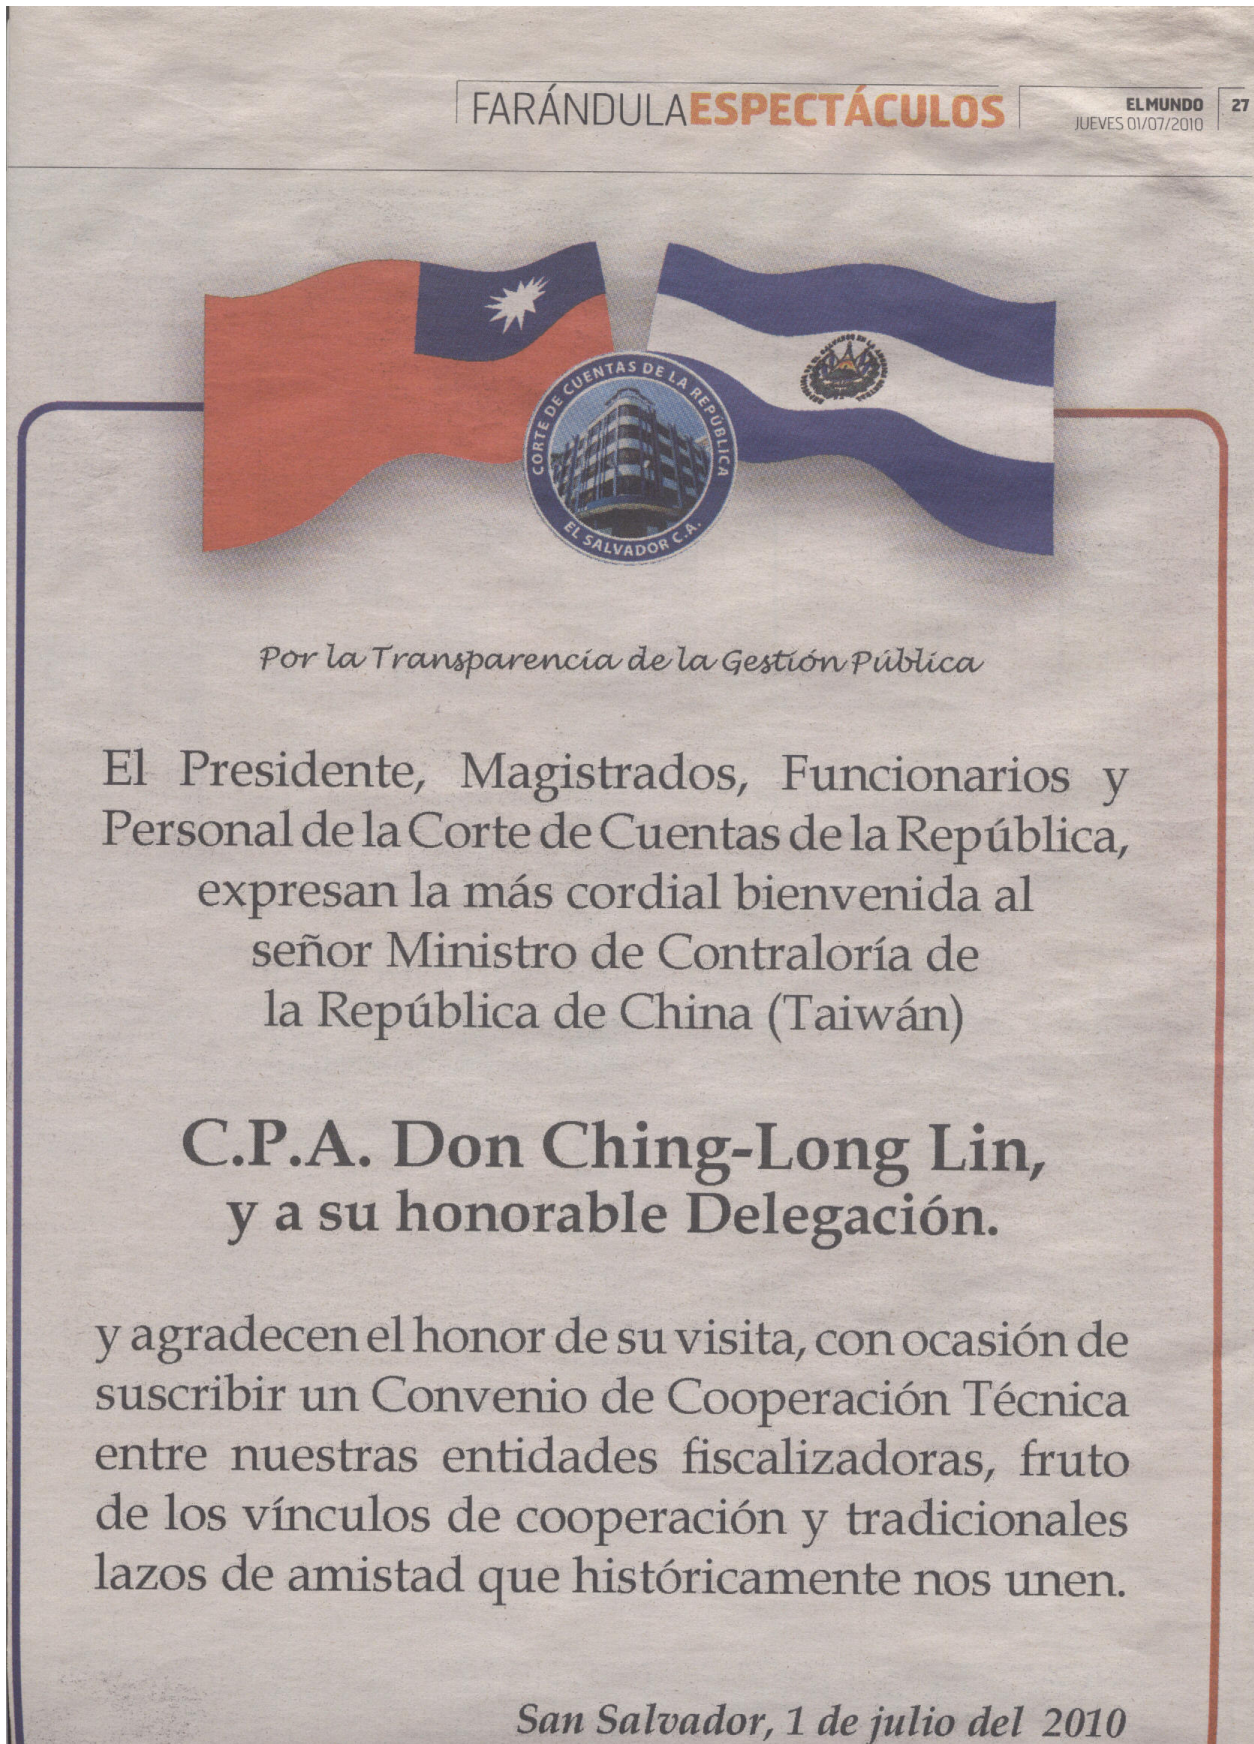 FARÁNDULAESPECTÁCULOS
EL MUNDO
JUEVES 01/07/2010
27
CORTE DE CUENTAS DE LA REPÚBLICA
EL SALVADOR C.A.
Por la Transparencia de la Gestión Pública
El Presidente, Magistrados, Funcionarios y
Personal de la Corte de Cuentas de la República,
expresan la más cordial bienvenida al
señor Ministro de Contraloría de
la República de China (Taiwán)
C.P.A. Don Ching-Long Lin,
y a su honorable Delegación.
y agradecen el honor de su visita, con ocasión de
suscribir un Convenio de Cooperación Técnica
entre nuestras entidades fiscalizadoras, fruto
de los vínculos de cooperación y tradicionales
lazos de amistad que históricamente nos unen.
San Salvador, 1 de julio del 2010